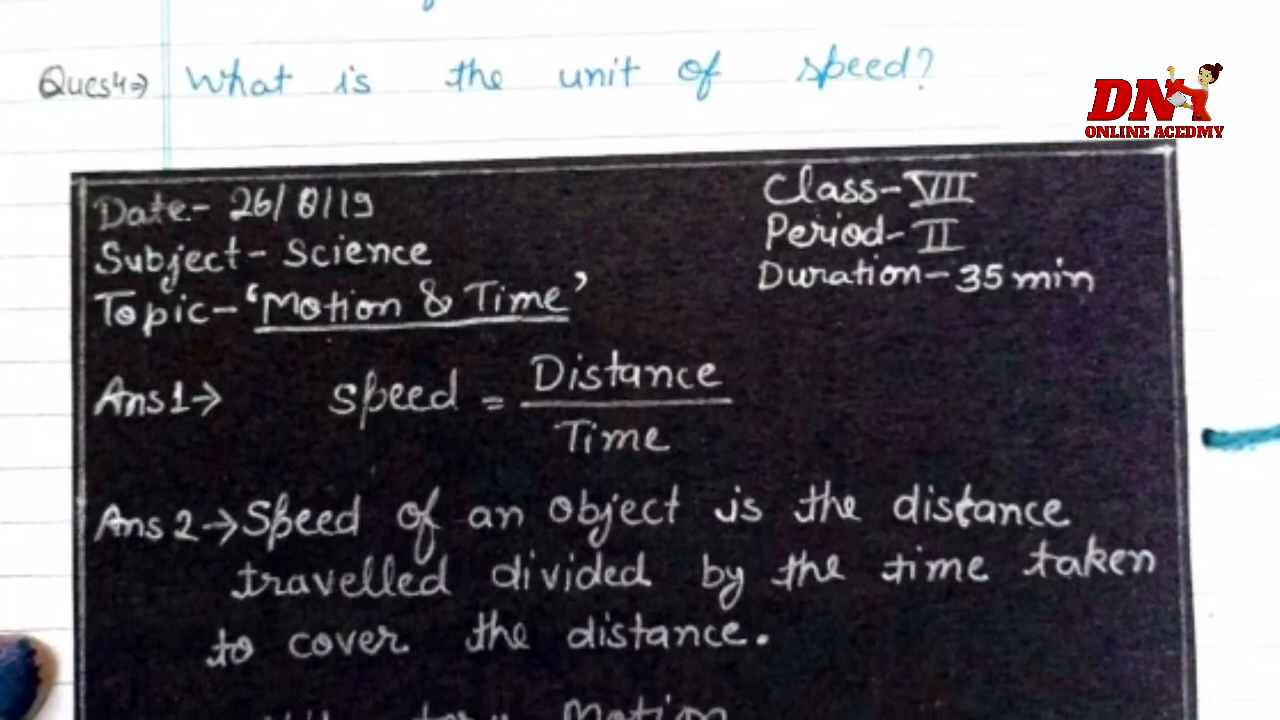 Ques4⇒ What is the unit of speed?
DN
ONLINE ACEDMY
Date- 26/8/19
Class-VII
Subject- Science
Period-II
Topic-'Motion & Time'
Duration-35 min
Ans1→ Speed = Distance
Time
Ans 2→Speed of an object is the distance
travelled divided by the time taken
to cover the distance.
Motion